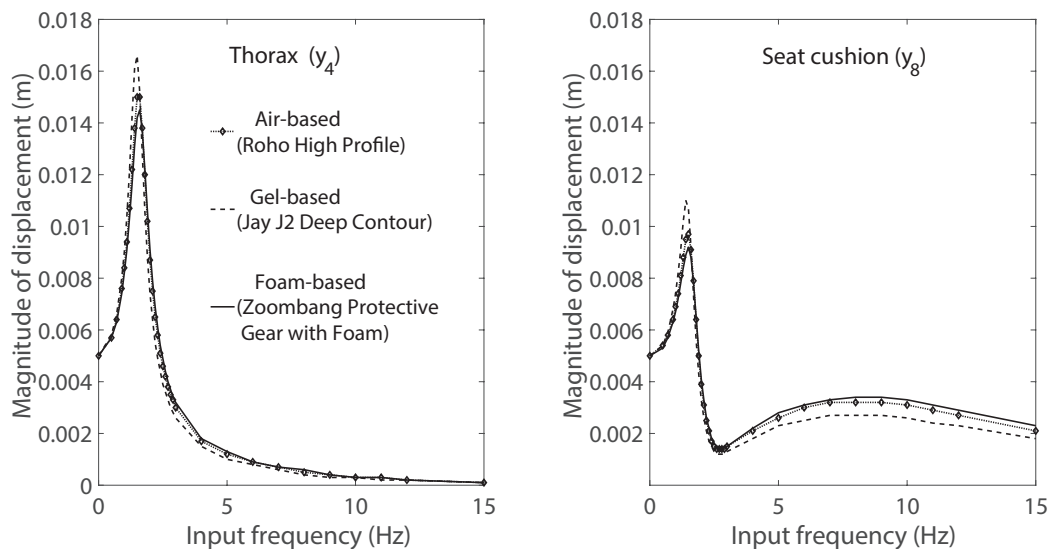 0.018
0.016
0.014
0.012
0.01
0.008
0.006
0.004
0.002
0
Magnitude of displacement (m)
Thorax (y4)
Air-based
(Roho High Profile)
Gel-based
(Jay J2 Deep Contour)
Foam-based
(Zoombang Protective
Gear with Foam)
0 5 10 15
Input frequency (Hz)
0.018
0.016
0.014
0.012
0.01
0.008
0.006
0.004
0.002
0
Magnitude of displacement (m)
Seat cushion (y8)
0 5 10 15
Input frequency (Hz)